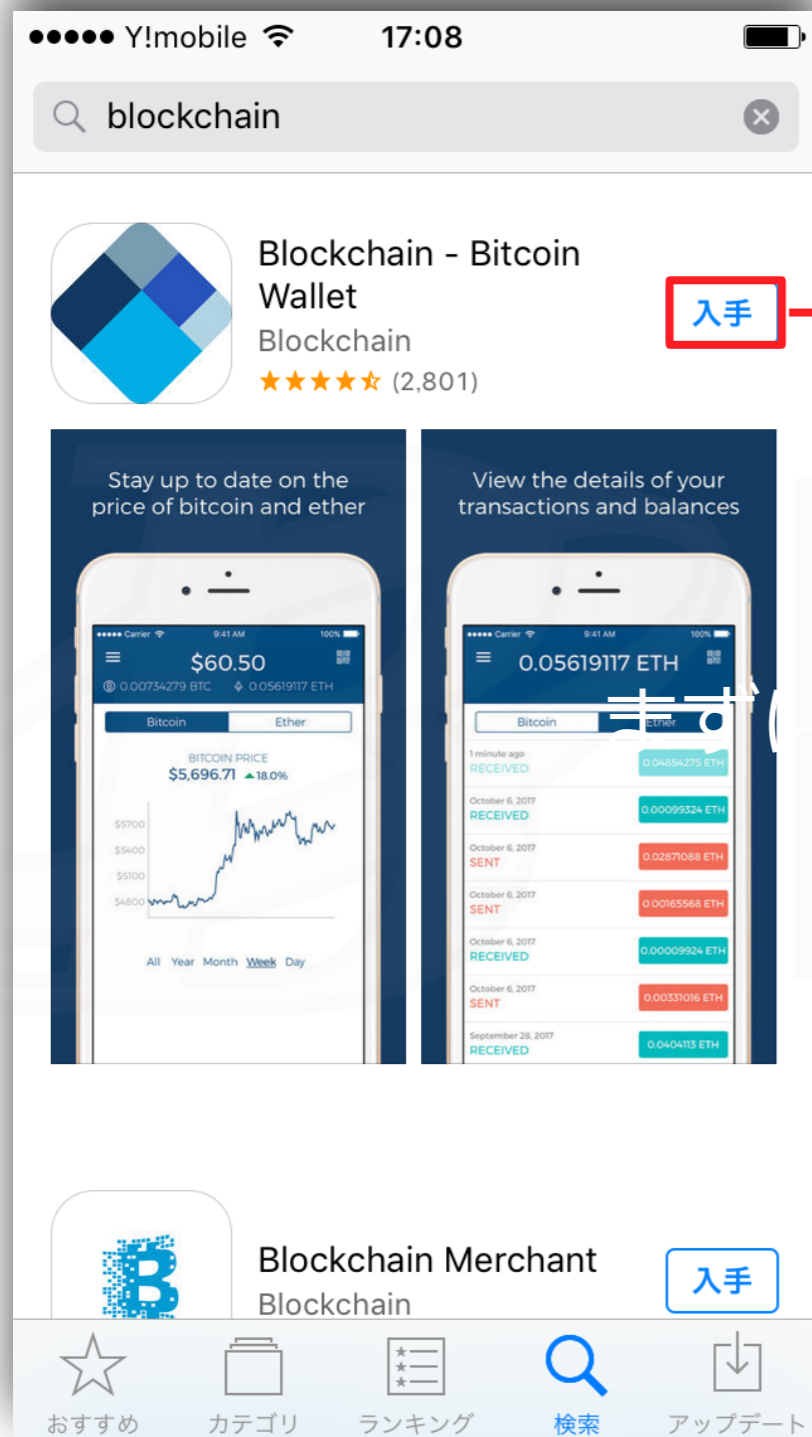 Y!mobile 17:08
blockchain
Blockchain - Bitcoin
Wallet
入手
Blockchain
(2,801)
Stay up to date on the
price of bitcoin and ether
Carrier 9:41 AM 100%
$60.50
0.00734279 BTC 0.05619117 ETH
Bitcoin Ether
BITCOIN PRICE
$5,696.71 18.0%
$5700
$5400
$5100
$4800
All Year Month Week Day
View the details of your
transactions and balances
Carrier 9:41 AM 100%
0.05619117 ETH
Bitcoin Ether
まず
1 minute ago
RECEIVED 0.04854275 ETH
October 6, 2017
RECEIVED 0.00099324 ETH
October 6, 2017
SENT 0.02871088 ETH
October 6, 2017
SENT 0.00165568 ETH
October 6, 2017
RECEIVED 0.00009924 ETH
October 6, 2017
SENT 0.00331016 ETH
September 28, 2017
RECEIVED 0.0404113 ETH
Blockchain Merchant
入手
Blockchain
おすすめ カテゴリ ランキング 検索 アップデート